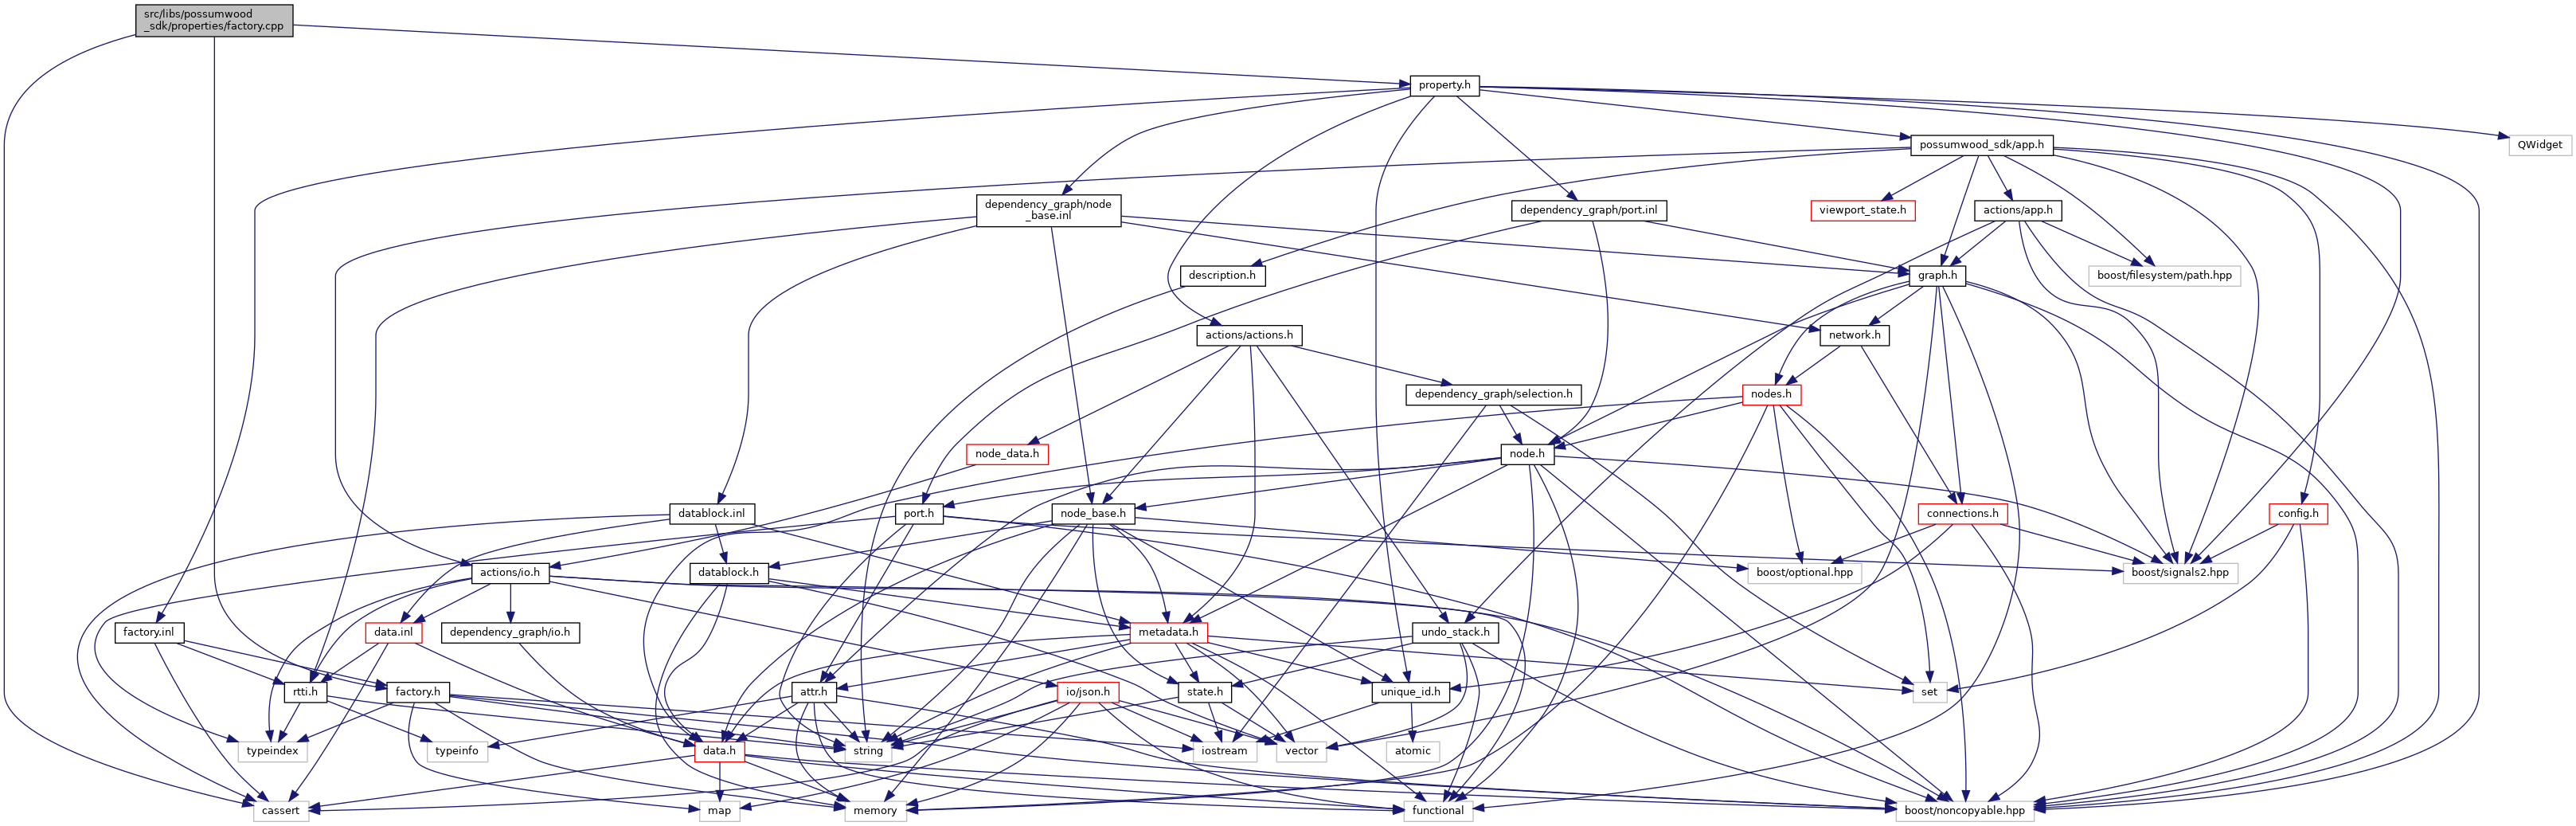 src/libs/possumwood
_sdk/properties/factory.cpp
property.h
possumwood_sdk/app.h
QWidget
dependency_graph/node
_base.inl
dependency_graph/port.inl
viewport_state.h
actions/app.h
description.h
graph.h
boost/filesystem/path.hpp
actions/actions.h
network.h
dependency_graph/selection.h
nodes.h
node_data.h
node.h
datablock.inl
port.h
node_base.h
connections.h
config.h
actions/io.h
datablock.h
boost/optional.hpp
boost/signals2.hpp
factory.inl
data.inl
dependency_graph/io.h
metadata.h
undo_stack.h
rtti.h
factory.h
attr.h
io/json.h
state.h
unique_id.h
set
typeindex
typeinfo
data.h
string
iostream
vector
atomic
cassert
map
memory
functional
boost/noncopyable.hpp